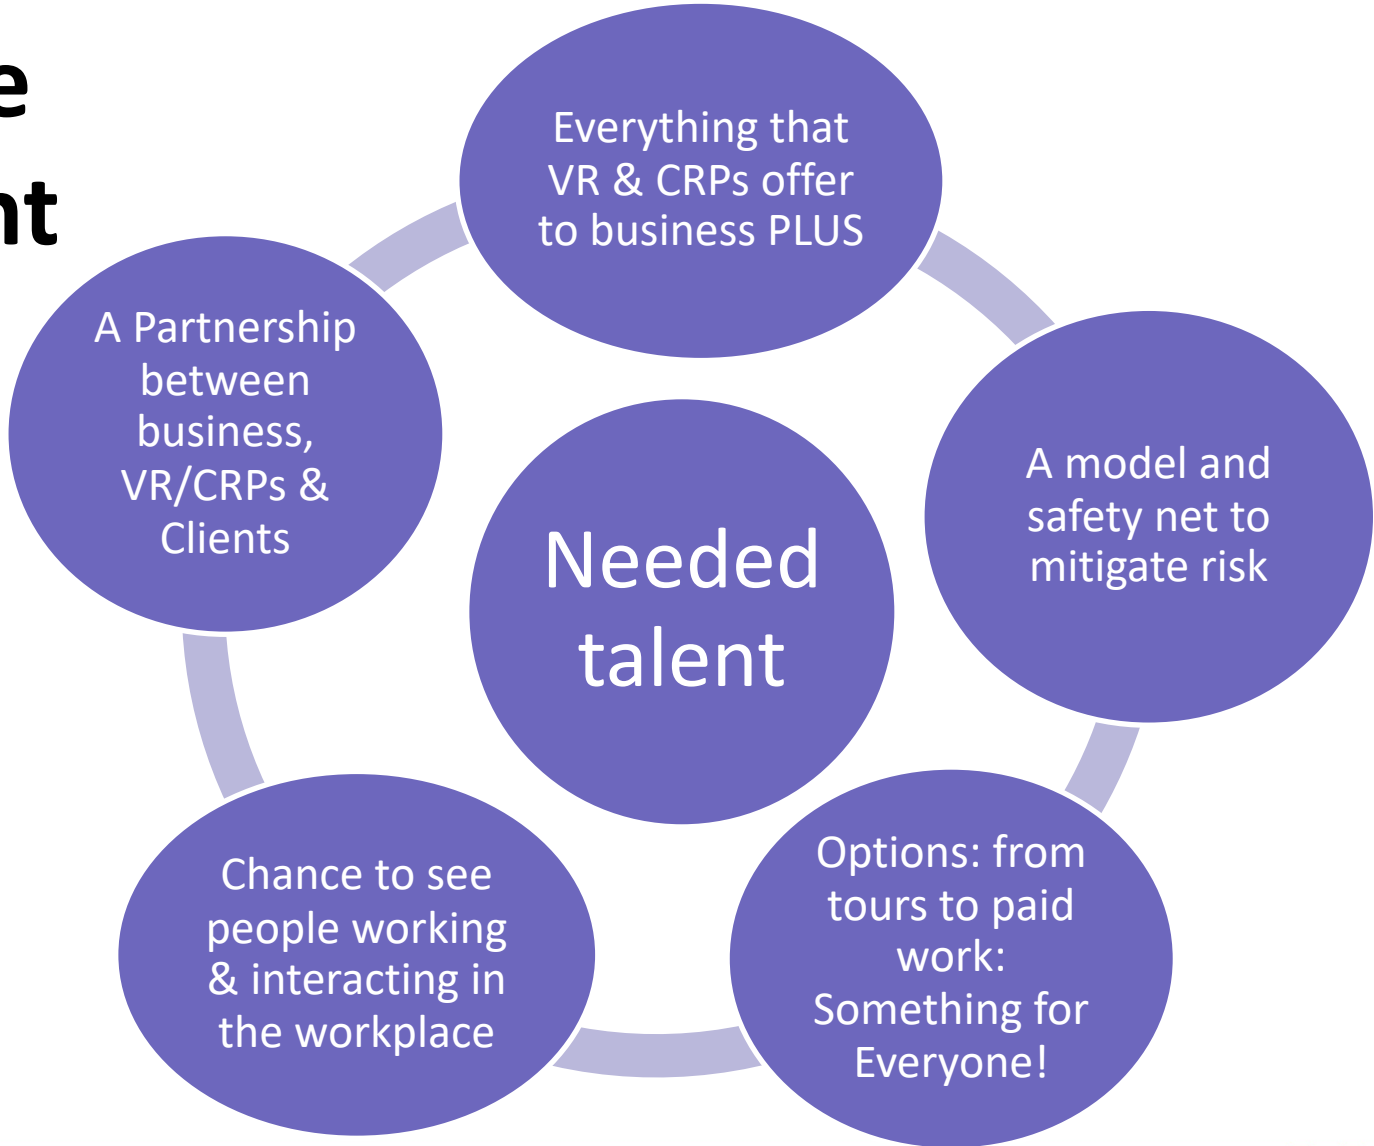 Everything that
VR & CRPs offer
to business PLUS
A model and
safety net to
mitigate risk
Options: from
tours to paid
work:
Something for
Everyone!
Chance to see
people working
& interacting in
the workplace
A Partnership
between
business,
VR/CRPs &
Clients
Needed
talent